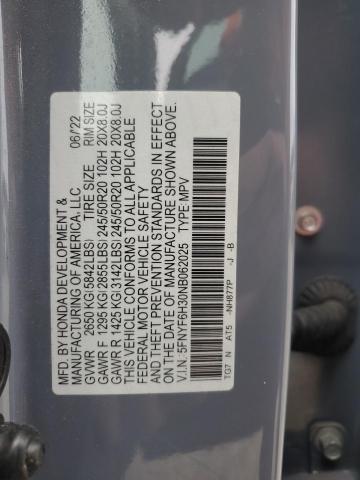 MFD. BY HONDA DEVELOPMENT & 06/'22
MANUFACTURING OF AMERICA, LLC
GVWR 2650 KG(5842LBS) TIRE SIZE RIM SIZE
GAWR F 1295 KG(2855LBS) 245/50R20 102H 20X8.0J
GAWR R 1425 KG(3142LBS) 245/50R20 102H 20X8.0J
THIS VEHICLE CONFORMS TO ALL APPLICABLE
FEDERAL MOTOR VEHICLE SAFETY
AND THEFT PREVENTION STANDARDS IN EFFECT
ON THE DATE OF MANUFACTURE SHOWN ABOVE.
V.I.N. 5FNYF6H30NB062025 TYPE: MPV
TG7 N AT5 -NH877P -J -B